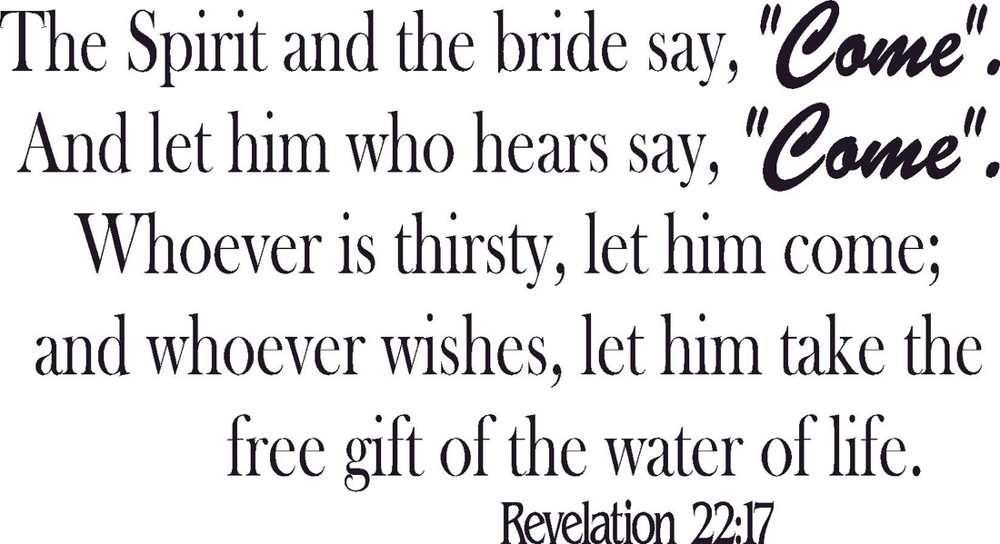 The Spirit and the bride say, "Come".
And let him who hears say, "Come".
Whoever is thirsty, let him come;
and whoever wishes, let him take the
free gift of the water of life.
Revelation 22:17